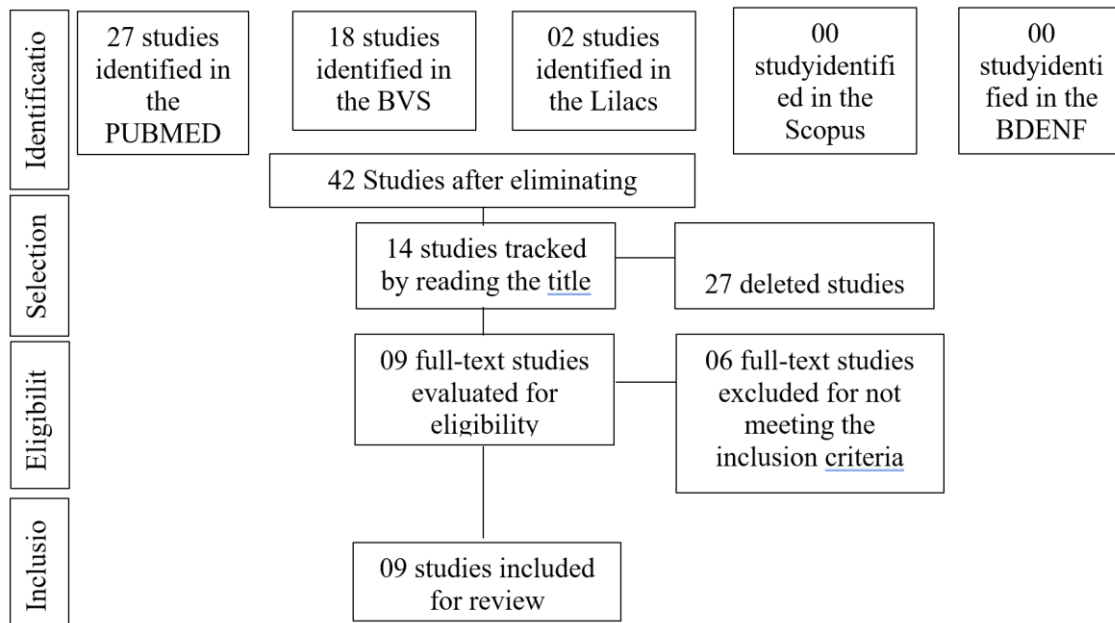 Identificatio
27 studies
identified in
the
PUBMED
18 studies
identified in
the BVS
02 studies
identified in
the Lilacs
00
studyidentifi
ed in the
Scopus
00
studyidenti
fied in the
BDENF
42 Studies after eliminating
Selection
14 studies tracked
by reading the title
27 deleted studies
Eligibilit
09 full-text studies
evaluated for
eligibility
06 full-text studies
excluded for not
meeting the
inclusion criteria
Inclusio
09 studies included
for review